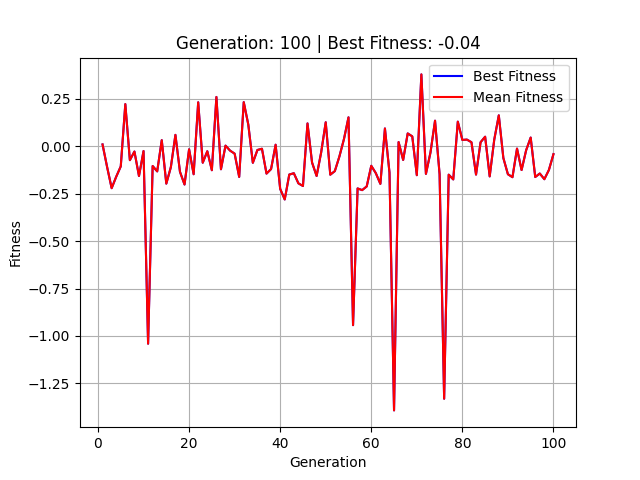 Generation: 100 | Best Fitness: -0.04
Best Fitness
Mean Fitness
0.25
0.00
−0.25
−0.50
−0.75
−1.00
−1.25
Fitness
0 20 40 60 80 100
Generation